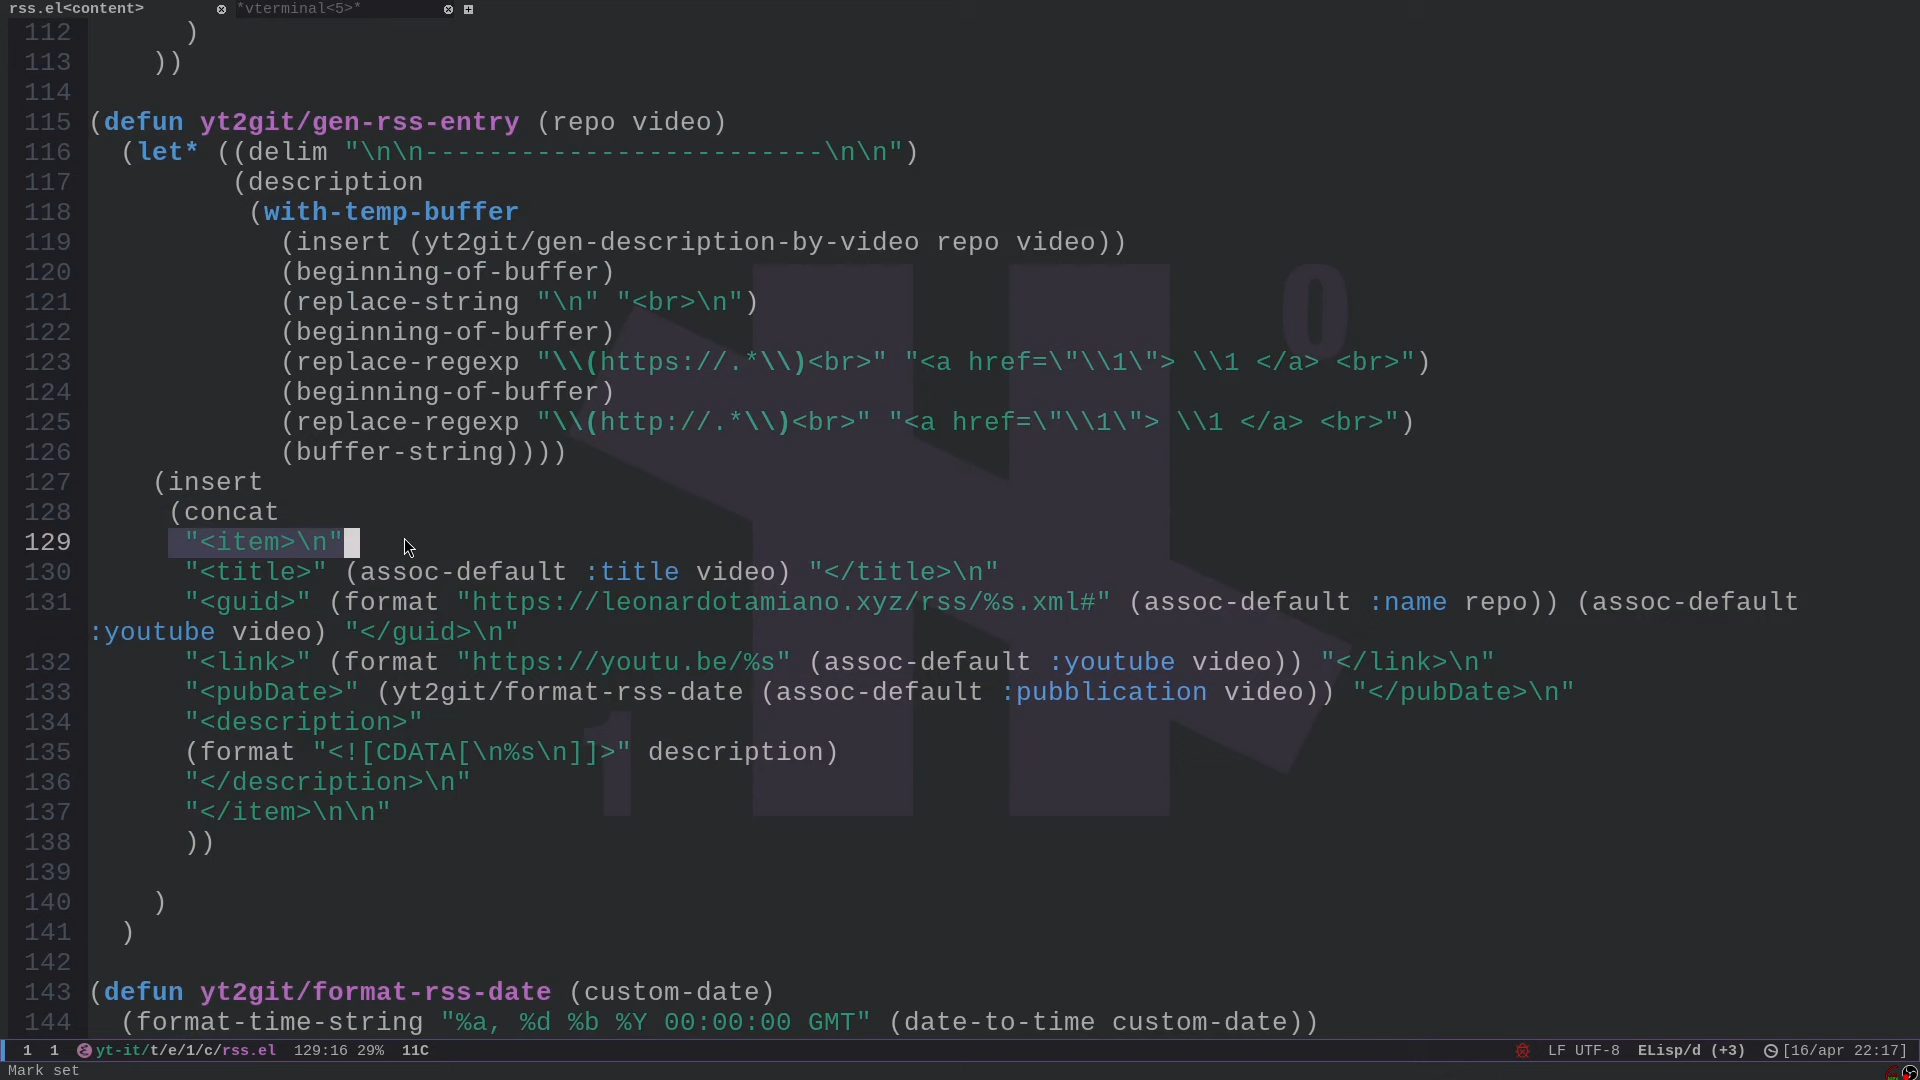 rss.el<content>
*vterminal<5>*
112 )
113 ))
114
115 (defun yt2git/gen-rss-entry (repo video)
116 (let* ((delim "\n\n-------------------------\n\n")
117 (description
118 (with-temp-buffer
119 (insert (yt2git/gen-description-by-video repo video))
120 (beginning-of-buffer)
121 (replace-string "\n" "<br>\n")
122 (beginning-of-buffer)
123 (replace-regexp "\\(https://.*\\)<br>" "<a href=\"\\1\"> \\1 </a> <br>")
124 (beginning-of-buffer)
125 (replace-regexp "\\(http://.*\\)<br>" "<a href=\"\\1\"> \\1 </a> <br>")
126 (buffer-string))))
127 (insert
128 (concat
129 "<item>\n"
130 "<title>" (assoc-default :title video) "</title>\n"
131 "<guid>" (format "https://leonardotamiano.xyz/rss/%s.xml#" (assoc-default :name repo)) (assoc-default
:youtube video) "</guid>\n"
132 "<link>" (format "https://youtu.be/%s" (assoc-default :youtube video)) "</link>\n"
133 "<pubDate>" (yt2git/format-rss-date (assoc-default :pubblication video)) "</pubDate>\n"
134 "<description>"
135 (format "<![CDATA[\n%s\n]]>" description)
136 "</description>\n"
137 "</item>\n\n"
138 ))
139
140 )
141 )
142
143 (defun yt2git/format-rss-date (custom-date)
144 (format-time-string "%a, %d %b %Y 00:00:00 GMT" (date-to-time custom-date))
0
1
1 1 yt-it/t/e/1/c/rss.el 129:16 29% 11C LF UTF-8 ELisp/d (+3) [16/apr 22:17]
Mark set